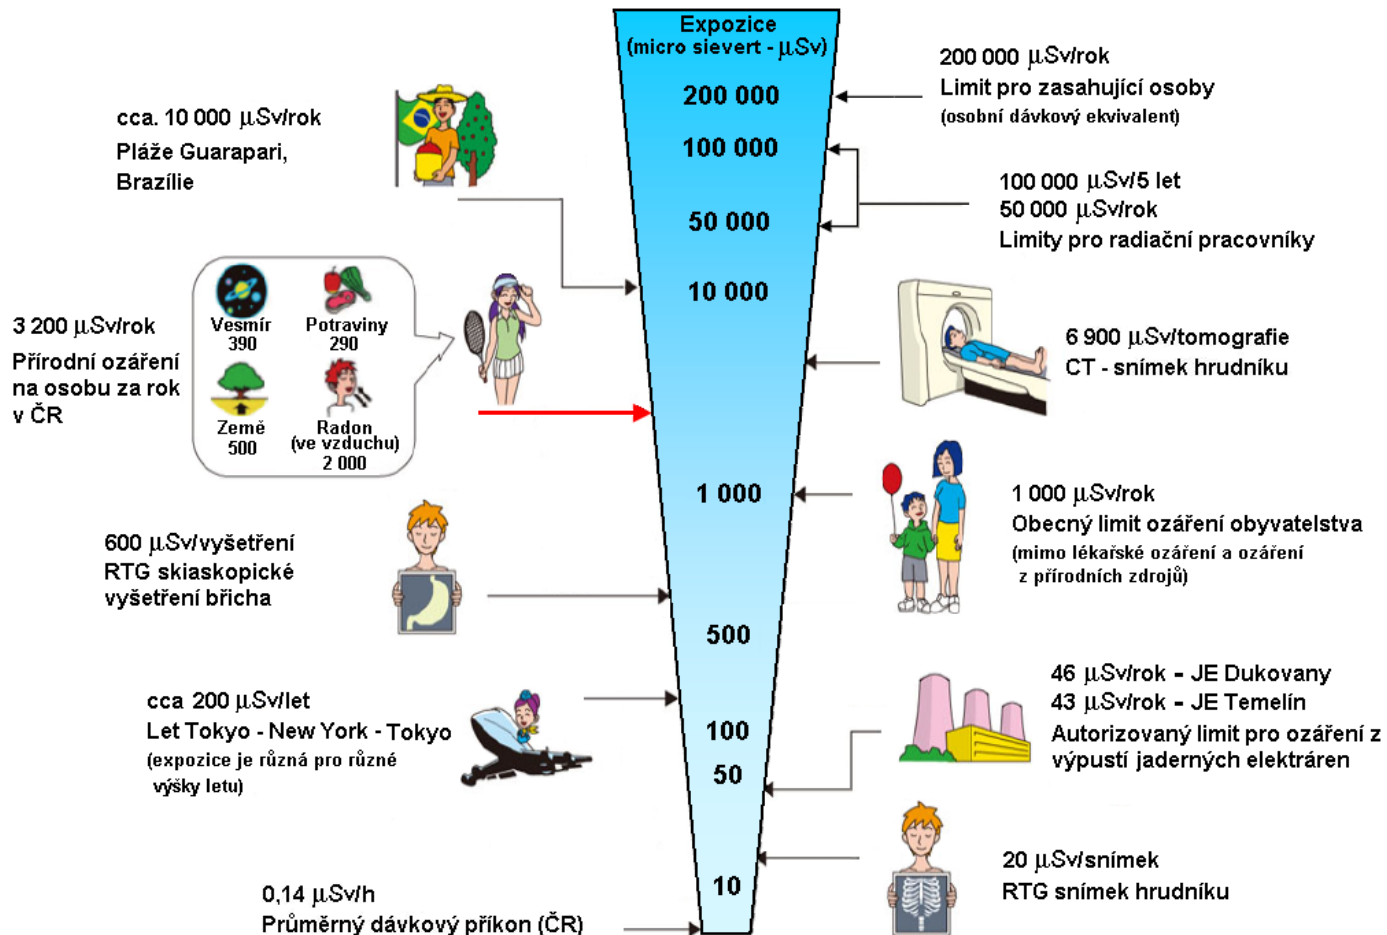 Expozice
(micro sievert - µSv)
200 000
100 000
50 000
10 000
1 000
500
100
50
10
cca. 10 000 µSv/rok
Pláže Guarapari,
Brazílie
3 200 µSv/rok
Přírodní ozáření
na osobu za rok
v ČR
Vesmír
390
Potraviny
290
Země
500
Radon
(ve vzduchu)
2 000
600 µSv/vyšetření
RTG skiaskopické
vyšetření břicha
cca 200 µSv/let
Let Tokyo - New York - Tokyo
(expozice je různá pro různé
výšky letu)
0,14 µSv/h
Průměrný dávkový příkon (ČR)
200 000 µSv/rok
Limit pro zasahující osoby
(osobní dávkový ekvivalent)
100 000 µSv/5 let
50 000 µSv/rok
Limity pro radiační pracovníky
6 900 µSv/tomografie
CT - snímek hrudníku
1 000 µSv/rok
Obecný limit ozáření obyvatelstva
(mimo lékařské ozáření a ozáření
z přírodních zdrojů)
46 µSv/rok - JE Dukovany
43 µSv/rok - JE Temelín
Autorizovaný limit pro ozáření z
výpustí jaderných elektráren
20 µSv/snímek
RTG snímek hrudníku